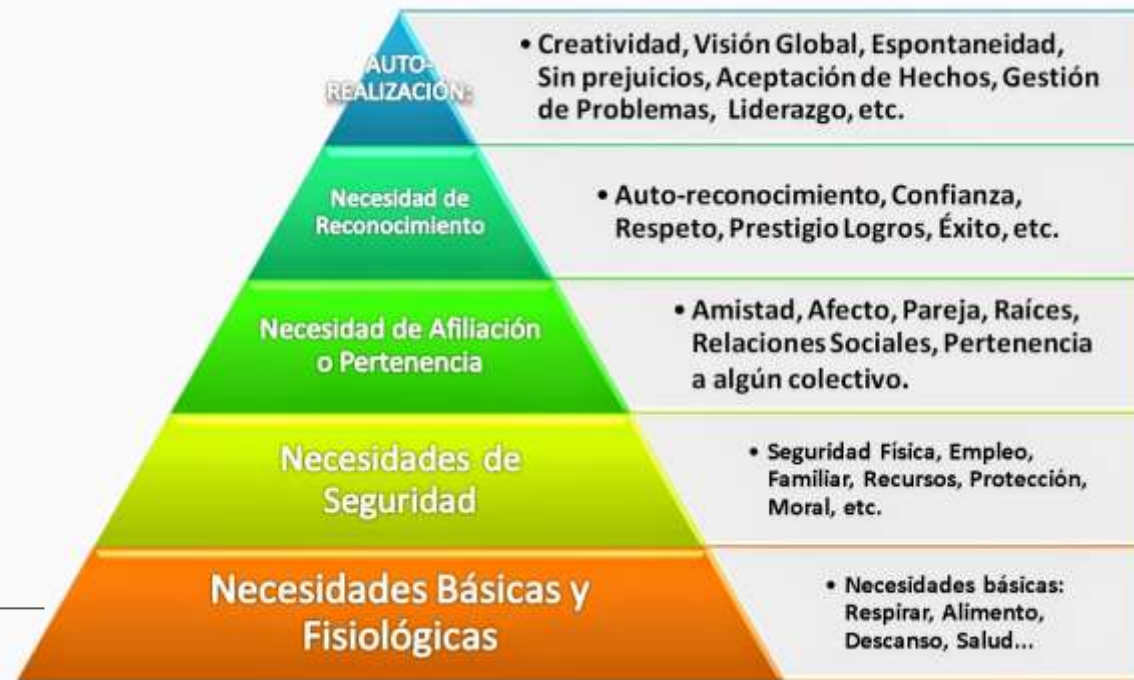 AUTO-
REALIZACIÓN:
• Creatividad, Visión Global, Espontaneidad,
Sin prejuicios, Aceptación de Hechos, Gestión
de Problemas, Liderazgo, etc.
Necesidad de
Reconocimiento
• Auto-reconocimiento, Confianza,
Respeto, Prestigio Logros, Éxito, etc.
Necesidad de Afiliación
o Pertenencia
• Amistad, Afecto, Pareja, Raíces,
Relaciones Sociales, Pertenencia
a algún colectivo.
Necesidades de
Seguridad
• Seguridad Física, Empleo,
Familiar, Recursos, Protección,
Moral, etc.
Necesidades Básicas y
Fisiológicas
• Necesidades básicas:
Respirar, Alimento,
Descanso, Salud...